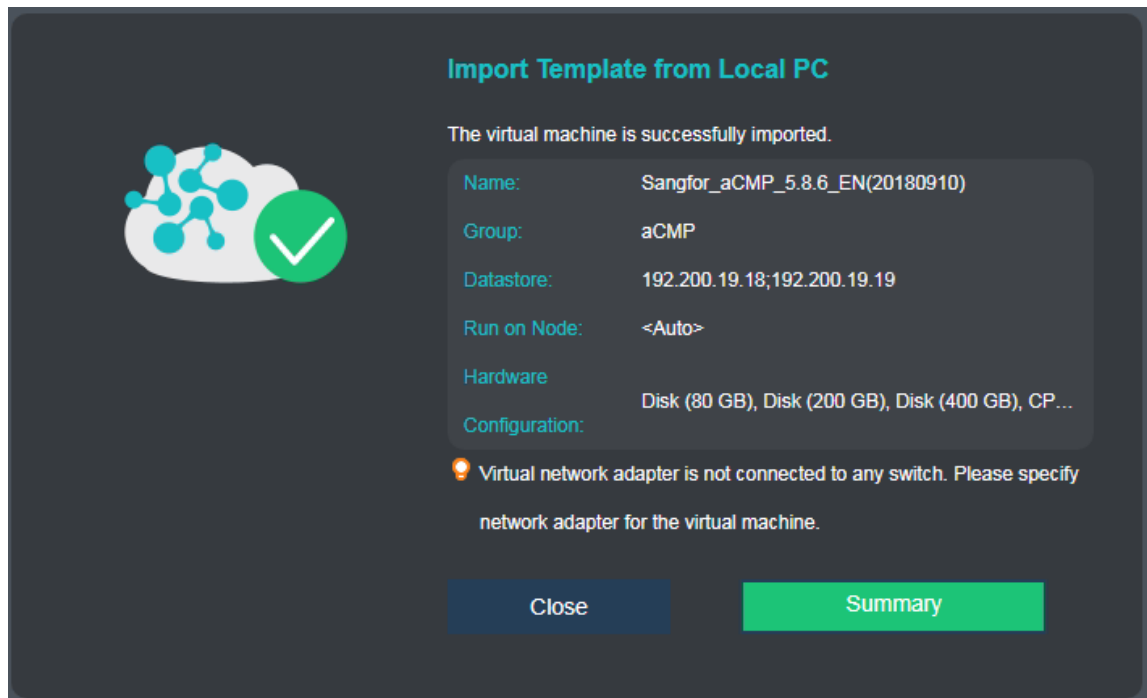 Import Template from Local PC
The virtual machine is successfully imported.
Name: Sangfor_aCMP_5.8.6_EN(20180910)
Group: aCMP
Datastore: 192.200.19.18;192.200.19.19
Run on Node: <Auto>
Hardware
Configuration: Disk (80 GB), Disk (200 GB), Disk (400 GB), CP...
Virtual network adapter is not connected to any switch. Please specify
network adapter for the virtual machine.
Close Summary